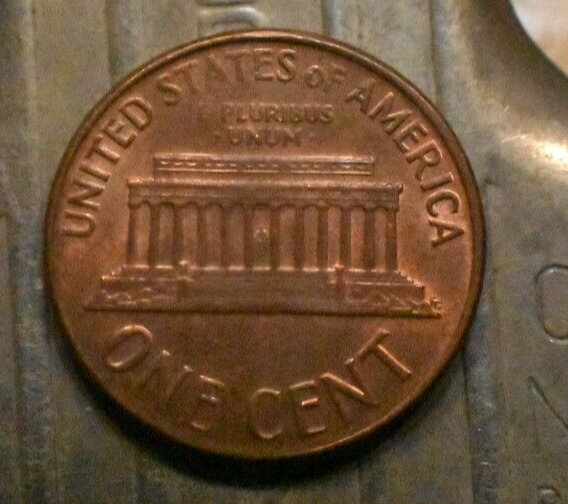 UNITED STATES OF AMERICA
E PLURIBUS
UNUM
ONE CENT